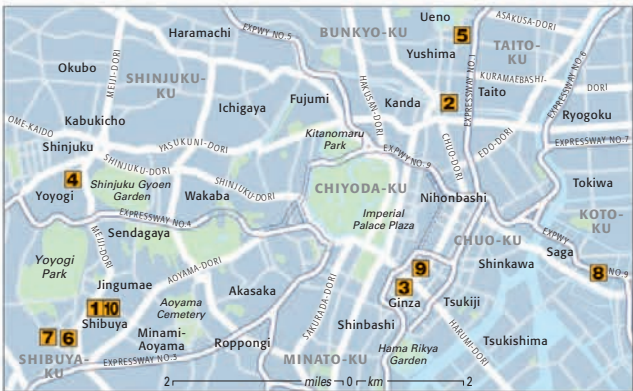 Ueno
ASAKUSA-DORI
Haramachi
EXPWY NO.5
BUNKYO-KU
5
TAITO-
KU
EXPRESSWAY NO.6
MEIJI-DORI
Yushima
EXPRESSWAY NO.1
Okubo
SHINJUKU-
KU
HAKUSAN-DORI
KURAMAEBASHI-
DORI
Fujumi
Kanda
2
Taito
Ichigaya
Ryogoku
Kabukicho
OME-KAIDO
Kitanomaru
Park
CHUO-DORI
EDO-DORI
EXPRESSWAY NO.7
Shinjuku
YASUKUNI-DORI
EXPWY NO.9
SHINJUKU-DORI
4
Shinjuku Gyoen
Garden
Yoyogi
Wakaba
SHINJUKU-DORI
CHIYODA-KU
Nihonbashi
Tokiwa
KOTO-
KU
EXPRESSWAY NO.4
Imperial
Palace Plaza
Sendagaya
MEIJI-DORI
CHUO-KU
EXPWY
NO.9
Saga
Yoyogi
Park
AOYAMA-DORI
9
Shinkawa
8
Jingumae
Akasaka
3
Ginza
1 10
Shibuya
Aoyama
Cemetery
SAKURADA-DORI
Tsukiji
7 6
Minami-
Aoyama
Roppongi
Shinbashi
HARUMI-DORI
Tsukishima
SHIBUYA-
KU
EXPRESSWAY NO.3
MINATO-KU
Hama Rikya
Garden
2 miles 0 km 2